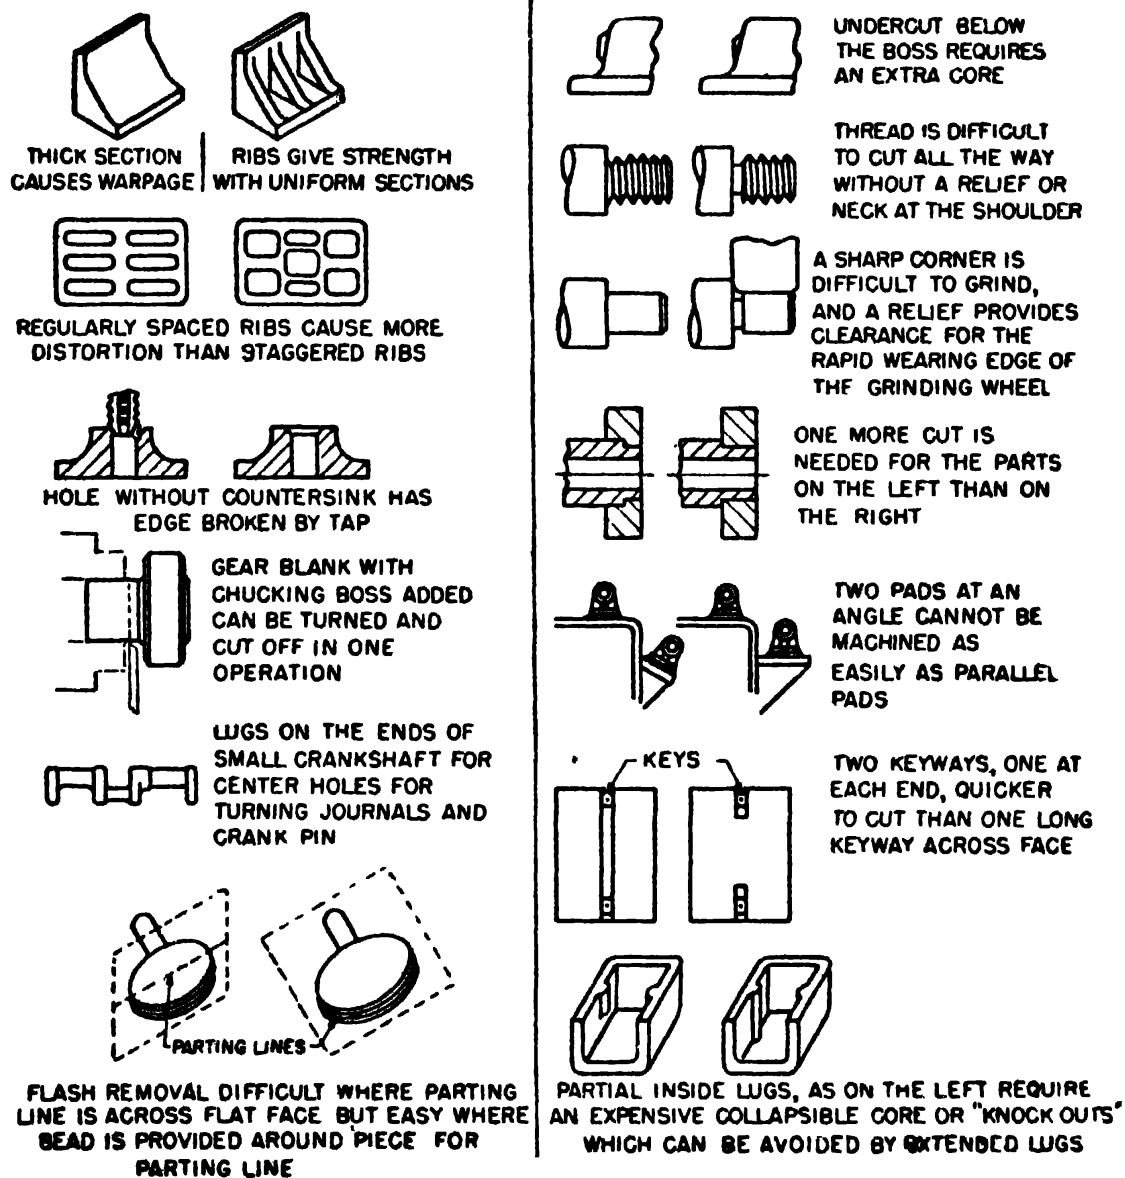 THICK SECTION
CAUSES WARPAGE
RIBS GIVE STRENGTH
WITH UNIFORM SECTIONS
REGULARLY SPACED RIBS CAUSE MORE
DISTORTION THAN STAGGERED RIBS
HOLE WITHOUT COUNTERSINK HAS
EDGE BROKEN BY TAP
GEAR BLANK WITH
CHUCKING BOSS ADDED
CAN BE TURNED AND
CUT OFF IN ONE
OPERATION
LUGS ON THE ENDS OF
SMALL CRANKSHAFT FOR
CENTER HOLES FOR
TURNING JOURNALS AND
CRANK PIN
PARTING LINES
FLASH REMOVAL DIFFICULT WHERE PARTING
LINE IS ACROSS FLAT FACE BUT EASY WHERE
BEAD IS PROVIDED AROUND PIECE FOR
PARTING LINE
UNDERCUT BELOW
THE BOSS REQUIRES
AN EXTRA CORE
THREAD IS DIFFICULT
TO CUT ALL THE WAY
WITHOUT A RELIEF OR
NECK AT THE SHOULDER
A SHARP CORNER IS
DIFFICULT TO GRIND,
AND A RELIEF PROVIDES
CLEARANCE FOR THE
RAPID WEARING EDGE OF
THE GRINDING WHEEL
ONE MORE CUT IS
NEEDED FOR THE PARTS
ON THE LEFT THAN ON
THE RIGHT
TWO PADS AT AN
ANGLE CANNOT BE
MACHINED AS
EASILY AS PARALLEL
PADS
KEYS
TWO KEYWAYS, ONE AT
EACH END, QUICKER
TO CUT THAN ONE LONG
KEYWAY ACROSS FACE
PARTIAL INSIDE LUGS, AS ON THE LEFT REQUIRE
AN EXPENSIVE COLLAPSIBLE CORE OR "KNOCK OUTS"
WHICH CAN BE AVOIDED BY EXTENDED LUGS